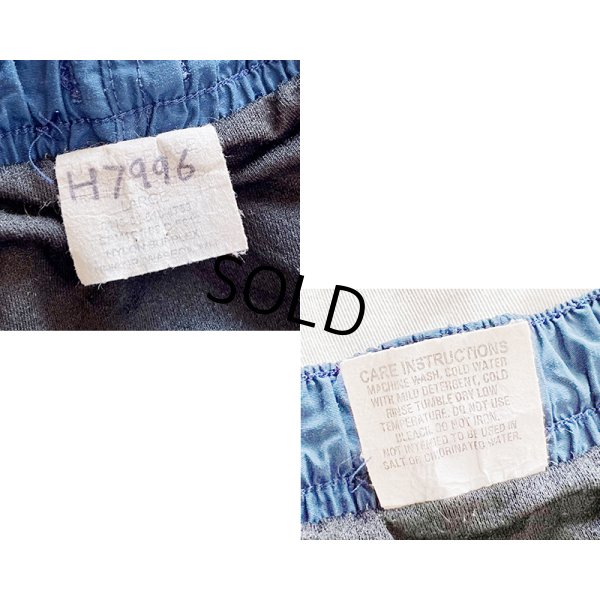 H7996
SOLD
CARE INSTRUCTIONS
MACHINE WASH, COLD WATER
WITH MILD DETERGENT, COLD
RINSE TUMBLE DRY LOW
TEMPERATURE. DO NOT USE
BLEACH. DO NOT IRON.
NOT INTENDED TO BE USED IN
SALT OR CHLORINATED WATER.